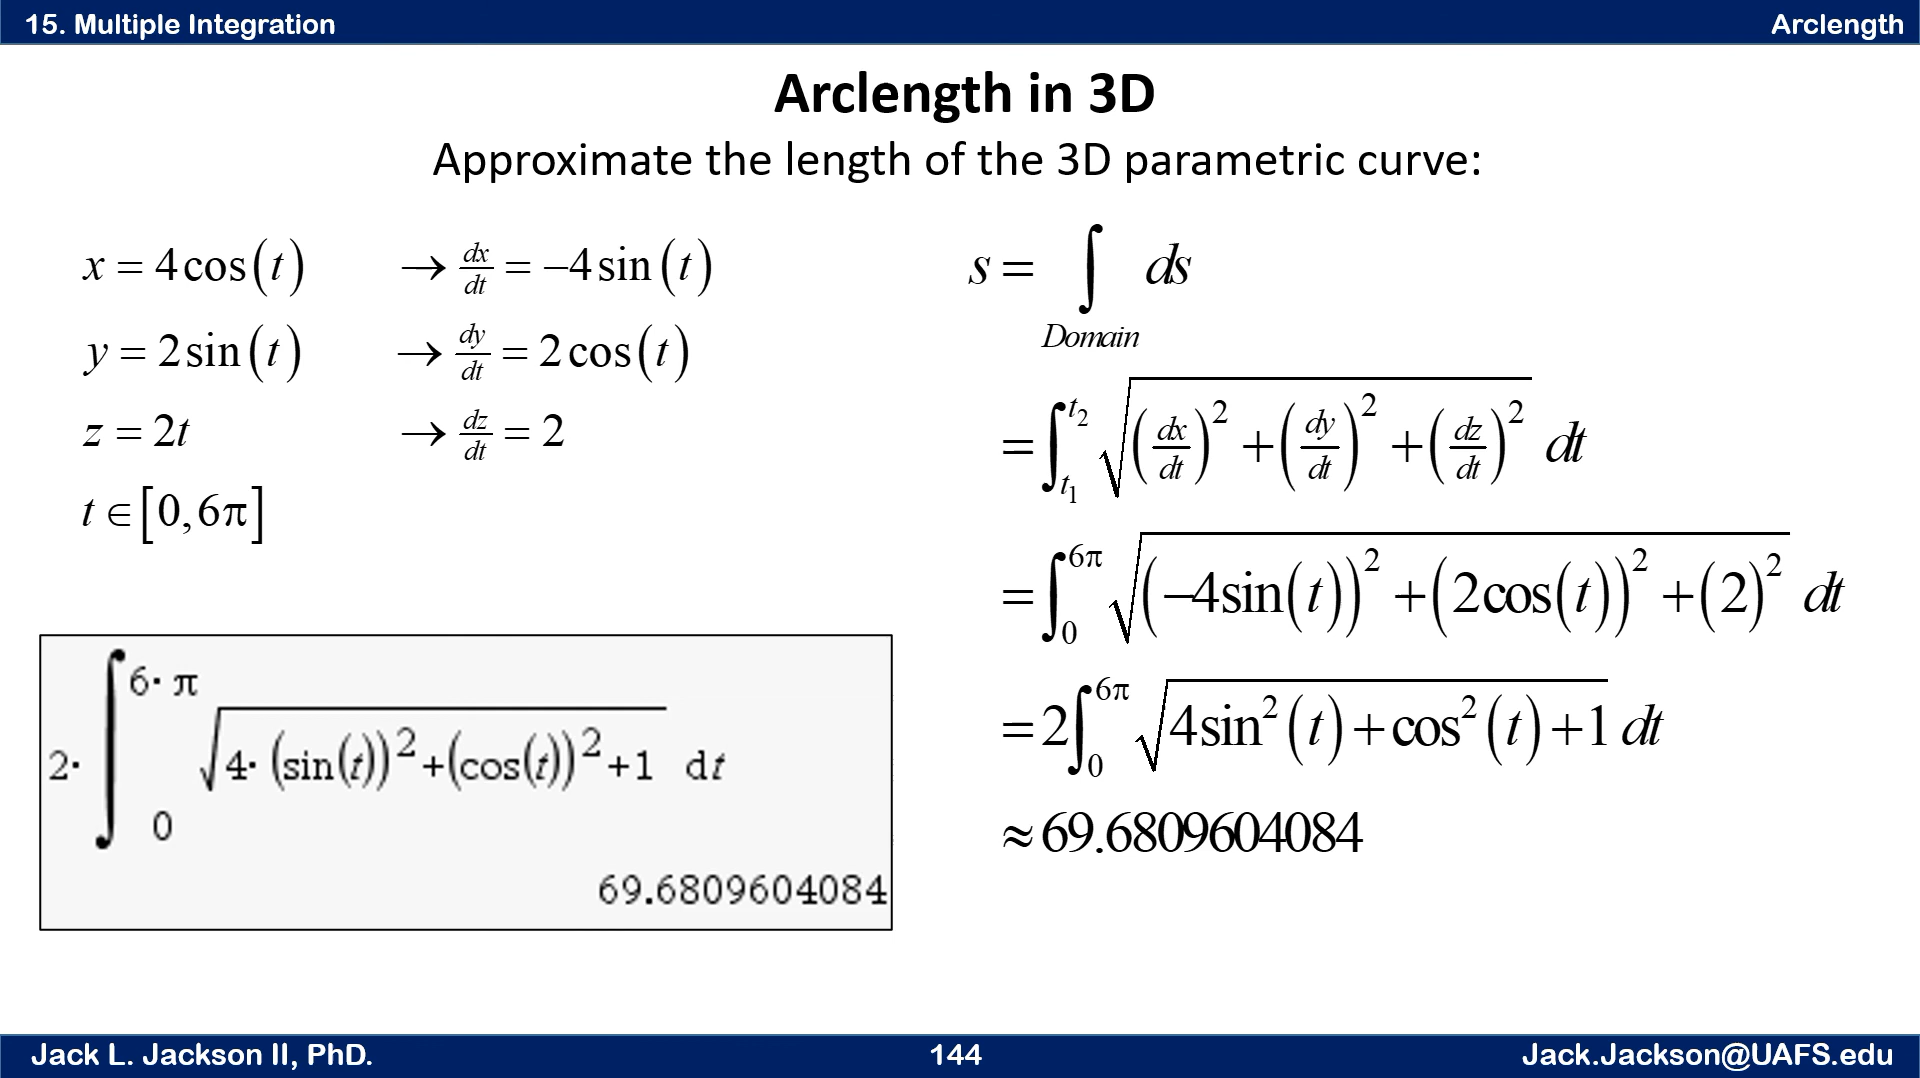 15. Multiple Integration Arclength
Arclength in 3D
Approximate the length of the 3D parametric curve:
x = 4cos(t) → dx/dt = −4sin(t)
y = 2sin(t) → dy/dt = 2cos(t)
z = 2t → dz/dt = 2
t ∈ [0, 6π]
s = ∫_Domain ds
= ∫_{t₁}^{t₂} √((dx/dt)² + (dy/dt)² + (dz/dt)²) dt
= ∫_0^{6π} √((−4sin(t))² + (2cos(t))² + (2)²) dt
= 2∫_0^{6π} √(4sin²(t) + cos²(t) + 1) dt
≈ 69.6809604084
2· ∫_0^{6·π} √(4·(sin(t))²+(cos(t))²+1) dt
69.6809604084
Jack L. Jackson II, PhD. 144 Jack.Jackson@UAFS.edu